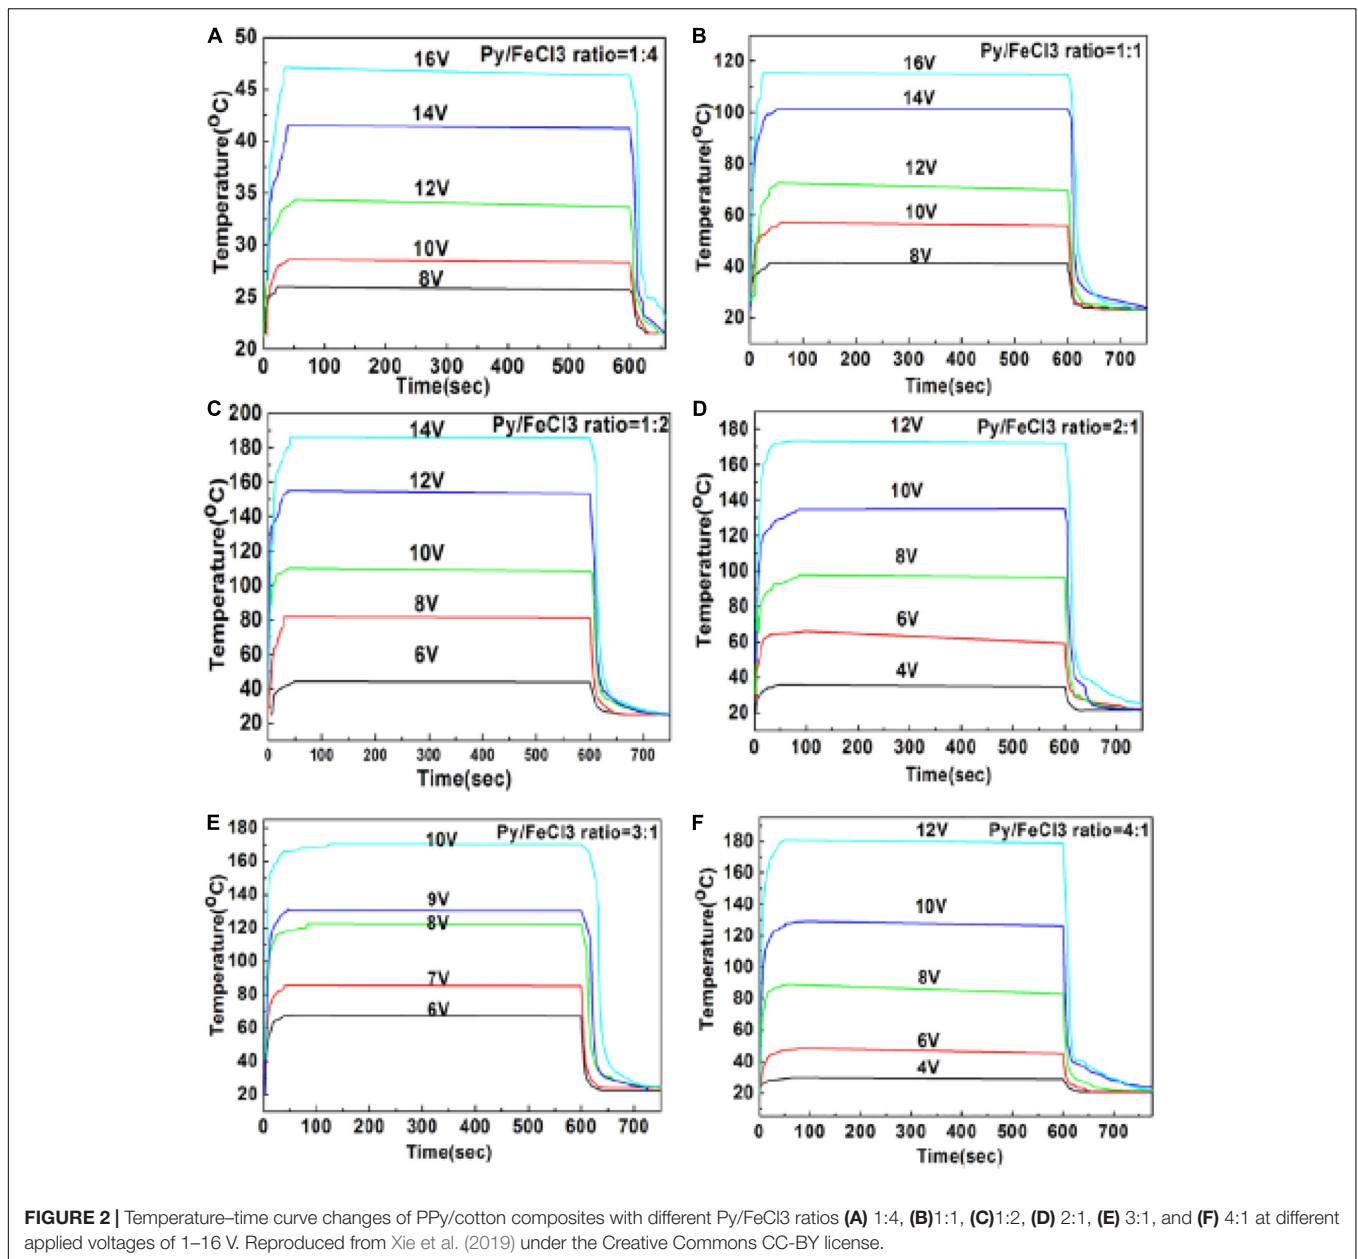 A
Py/FeCl3 ratio=1:4
50
45
40
35
30
25
20
Temperature(⁰C)
16V
14V
12V
10V
8V
0 100 200 300 400 500 600
Time(sec)
B
Py/FeCl3 ratio=1:1
120
100
80
60
40
20
Temperature(⁰C)
16V
14V
12V
10V
8V
0 100 200 300 400 500 600 700
Time(sec)
C
Py/FeCl3 ratio=1:2
200
180
160
140
120
100
80
60
40
20
Temperature(⁰C)
14V
12V
10V
8V
6V
0 100 200 300 400 500 600 700
Time(sec)
D
Py/FeCl3 ratio=2:1
180
160
140
120
100
80
60
40
20
Temperature(⁰C)
12V
10V
8V
6V
4V
0 100 200 300 400 500 600 700
Time(sec)
E
Py/FeCl3 ratio=3:1
180
160
140
120
100
80
60
40
20
Temperature(⁰C)
10V
9V
8V
7V
6V
0 100 200 300 400 500 600 700
Time(sec)
F
Py/FeCl3 ratio=4:1
180
160
140
120
100
80
60
40
20
Temperature(⁰C)
12V
10V
8V
6V
4V
0 100 200 300 400 500 600 700
Time(sec)
FIGURE 2 | Temperature–time curve changes of PPy/cotton composites with different Py/FeCl3 ratios (A) 1:4, (B)1:1, (C)1:2, (D) 2:1, (E) 3:1, and (F) 4:1 at different
applied voltages of 1–16 V. Reproduced from Xie et al. (2019) under the Creative Commons CC-BY license.